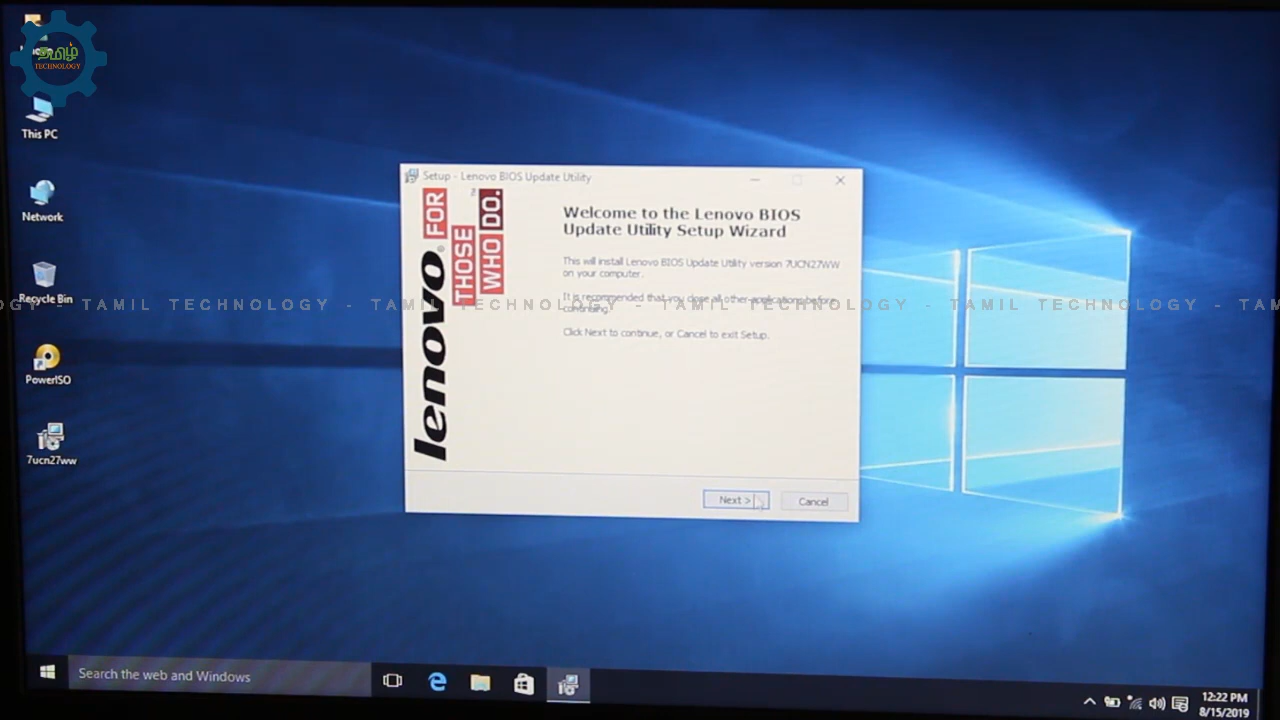 தமிழ்
TECHNOLOGY
This PC
Network
Recycle Bin
PowerISO
7ucn27ww
Setup - Lenovo BIOS Update Utility
lenovo
FOR
THOSE
WHO DO.
Welcome to the Lenovo BIOS
Update Utility Setup Wizard
This will install Lenovo BIOS Update Utility version 7UCN27WW
on your computer.
It is recommended that you close all other applications before
continuing.
Click Next to continue, or Cancel to exit Setup.
Next >
Cancel
OGY - TAMIL TECHNOLOGY - TAMIL TECHNOLOGY - TAMIL TECHNOLOGY - TAMIL TECHNOLOGY - TAM
Search the web and Windows
12:22 PM
8/15/2019